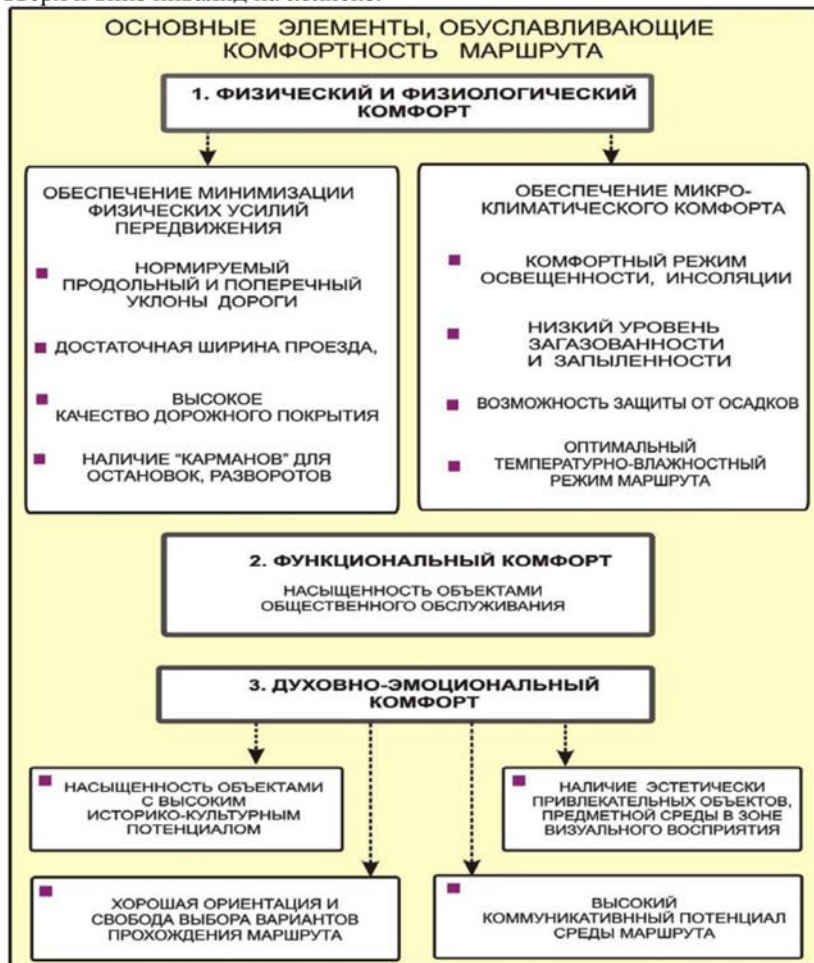 ОСНОВНЫЕ ЭЛЕМЕНТЫ, ОБУСЛАВЛИВАЮЩИЕ
КОМФОРТНОСТЬ МАРШРУТА
1. ФИЗИЧЕСКИЙ И ФИЗИОЛОГИЧЕСКИЙ
КОМФОРТ
ОБЕСПЕЧЕНИЕ МИНИМИЗАЦИИ
ФИЗИЧЕСКИХ УСИЛИЙ
ПЕРЕДВИЖЕНИЯ
НОРМИРУЕМЫЙ
ПРОДОЛЬНЫЙ И ПОПЕРЕЧНЫЙ
УКЛОНЫ ДОРОГИ
ДОСТАТОЧНАЯ ШИРИНА ПРОЕЗДА,
ВЫСОКОЕ
КАЧЕСТВО ДОРОЖНОГО ПОКРЫТИЯ
НАЛИЧИЕ "КАРМАНОВ" ДЛЯ
ОСТАНОВОК, РАЗВОРОТОВ
ОБЕСПЕЧЕНИЕ МИКРО-
КЛИМАТИЧЕСКОГО КОМФОРТА
КОМФОРТНЫЙ РЕЖИМ
ОСВЕЩЕННОСТИ, ИНСОЛЯЦИИ
НИЗКИЙ УРОВЕНЬ
ЗАГАЗОВАННОСТИ
И ЗАПЫЛЕННОСТИ
ВОЗМОЖНОСТЬ ЗАЩИТЫ ОТ ОСАДКОВ
ОПТИМАЛЬНЫЙ
ТЕМПЕРАТУРНО-ВЛАЖНОСТНЫЙ
РЕЖИМ МАРШРУТА
2. ФУНКЦИОНАЛЬНЫЙ КОМФОРТ
НАСЫЩЕННОСТЬ ОБЪЕКТАМИ
ОБЩЕСТВЕННОГО ОБСЛУЖИВАНИЯ
3. ДУХОВНО-ЭМОЦИОНАЛЬНЫЙ
КОМФОРТ
НАСЫЩЕННОСТЬ ОБЪЕКТАМИ
С ВЫСОКИМ
ИСТОРИКО-КУЛЬТУРНЫМ
ПОТЕНЦИАЛОМ
НАЛИЧИЕ ЭСТЕТИЧЕСКИ
ПРИВЛЕКАТЕЛЬНЫХ ОБЪЕКТОВ,
ПРЕДМЕТНОЙ СРЕДЫ В ЗОНЕ
ВИЗУАЛЬНОГО ВОСПРИЯТИЯ
ХОРОШАЯ ОРИЕНТАЦИЯ И
СВОБОДА ВЫБОРА ВАРИАНТОВ
ПРОХОЖДЕНИЯ МАРШРУТА
ВЫСОКИЙ
КОММУНИКАТИВННЫЙ ПОТЕНЦИАЛ
СРЕДЫ МАРШРУТА